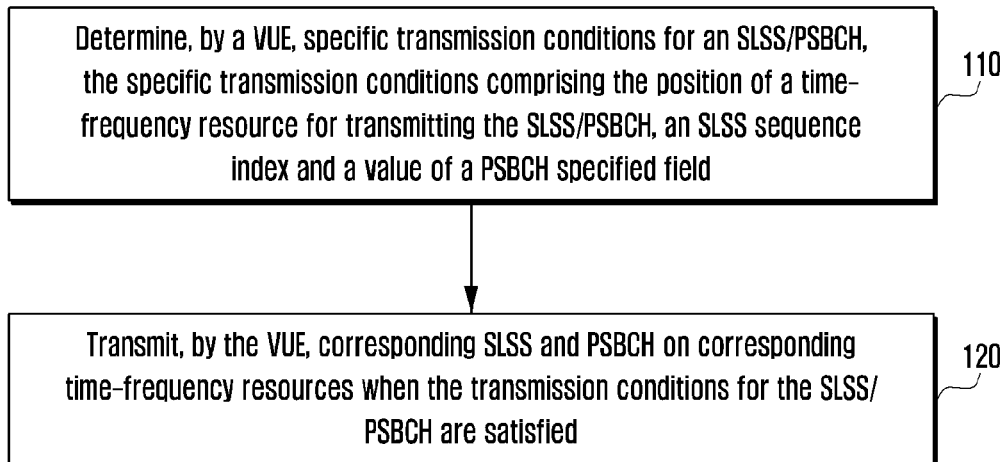 Determine, by a VUE, specific transmission conditions for an SLSS/PSBCH,
the specific transmission conditions comprising the position of a time-
frequency resource for transmitting the SLSS/PSBCH, an SLSS sequence
index and a value of a PSBCH specified field
110
Transmit, by the VUE, corresponding SLSS and PSBCH on corresponding
time-frequency resources when the transmission conditions for the SLSS/
PSBCH are satisfied
120